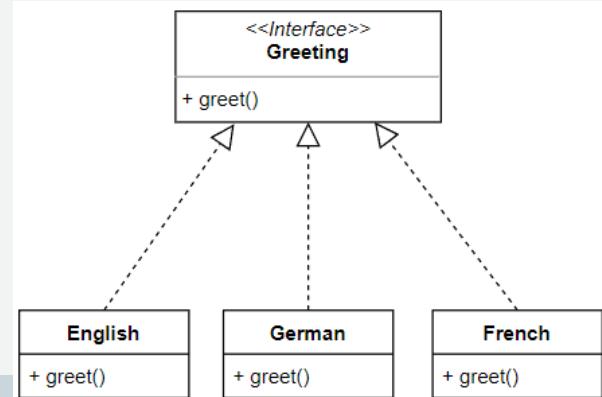 <<Interface>>
Greeting
+ greet()
English
German
French
+ greet()
+ greet()
+ greet()